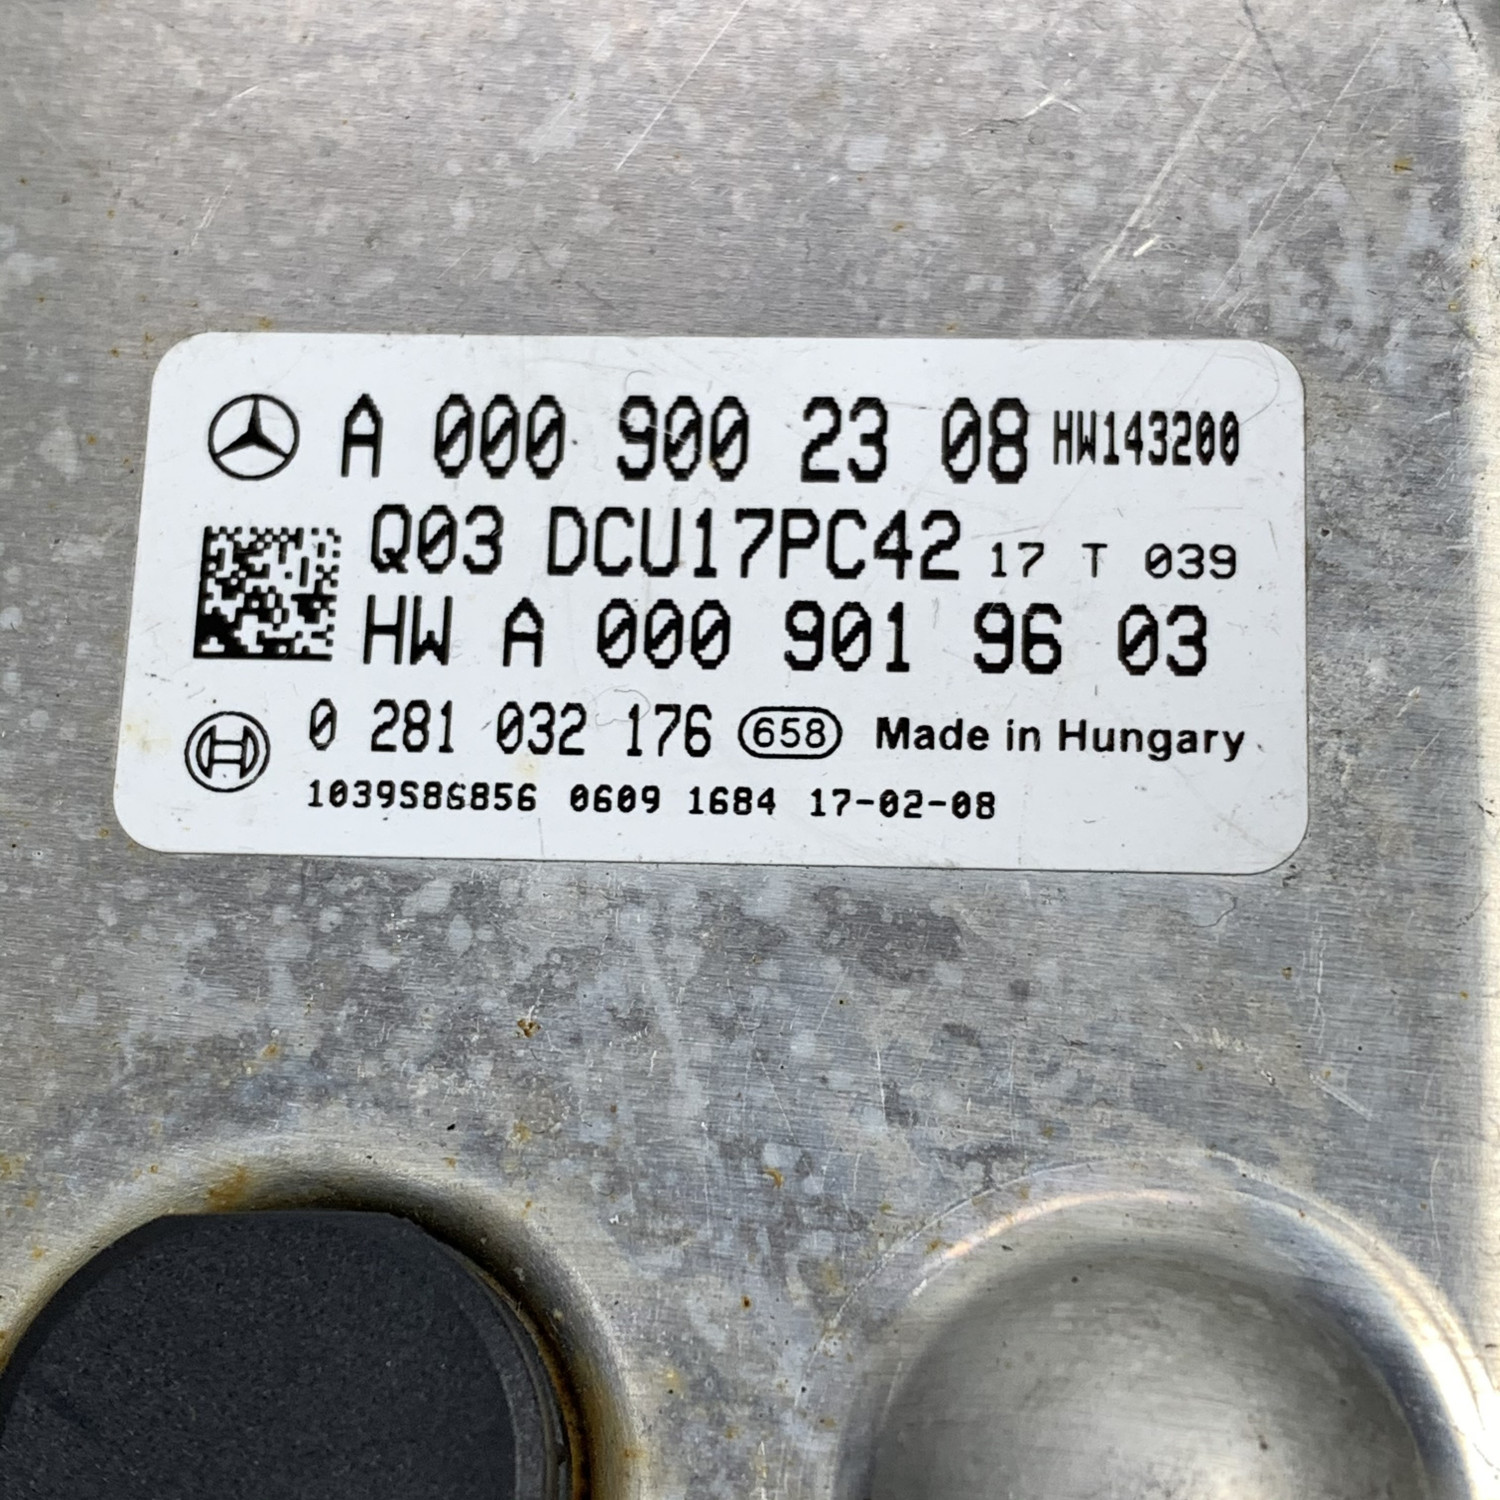 A 000 900 23 08 HW143200
Q03 DCU17PC42 17 T 039
HW A 000 901 96 03
0 281 032 176 658 Made in Hungary
1039S86856 0609 1684 17-02-08